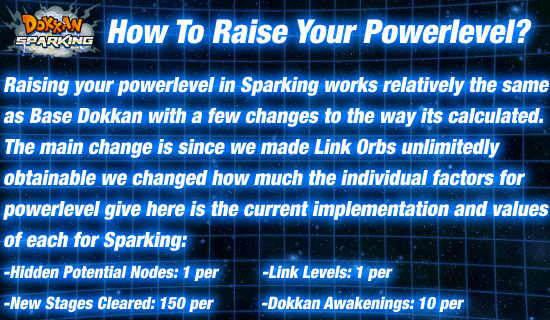 DOKKAN
SPARKING
How To Raise Your Powerlevel?
Raising your powerlevel in Sparking works relatively the same
as Base Dokkan with a few changes to the way its calculated.
The main change is since we made Link Orbs unlimitedly
obtainable we changed how much the individual factors for
powerlevel give here is the current implementation and values
of each for Sparking:
-Hidden Potential Nodes: 1 per -Link Levels: 1 per
-New Stages Cleared: 150 per -Dokkan Awakenings: 10 per